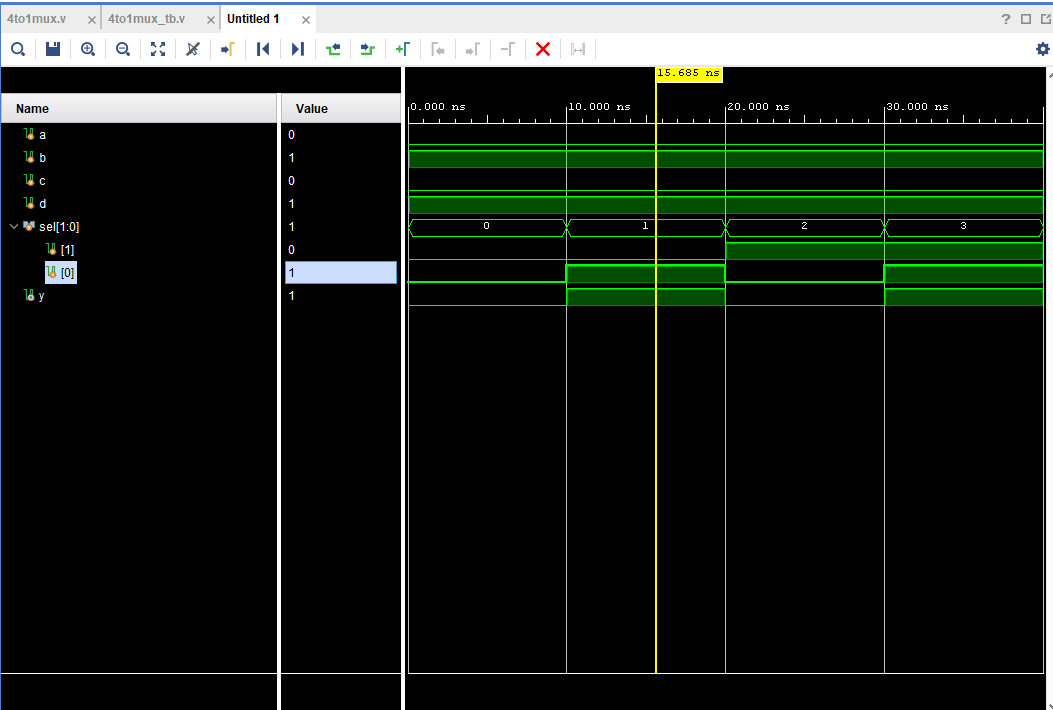 4to1mux.v 4to1mux_tb.v Untitled 1
15.685 ns
Name Value
0.000 ns 10.000 ns 20.000 ns 30.000 ns
a 0
b 1
c 0
d 1
sel[1:0] 1 0 1 2 3
[1] 0
[0] 1
y 1